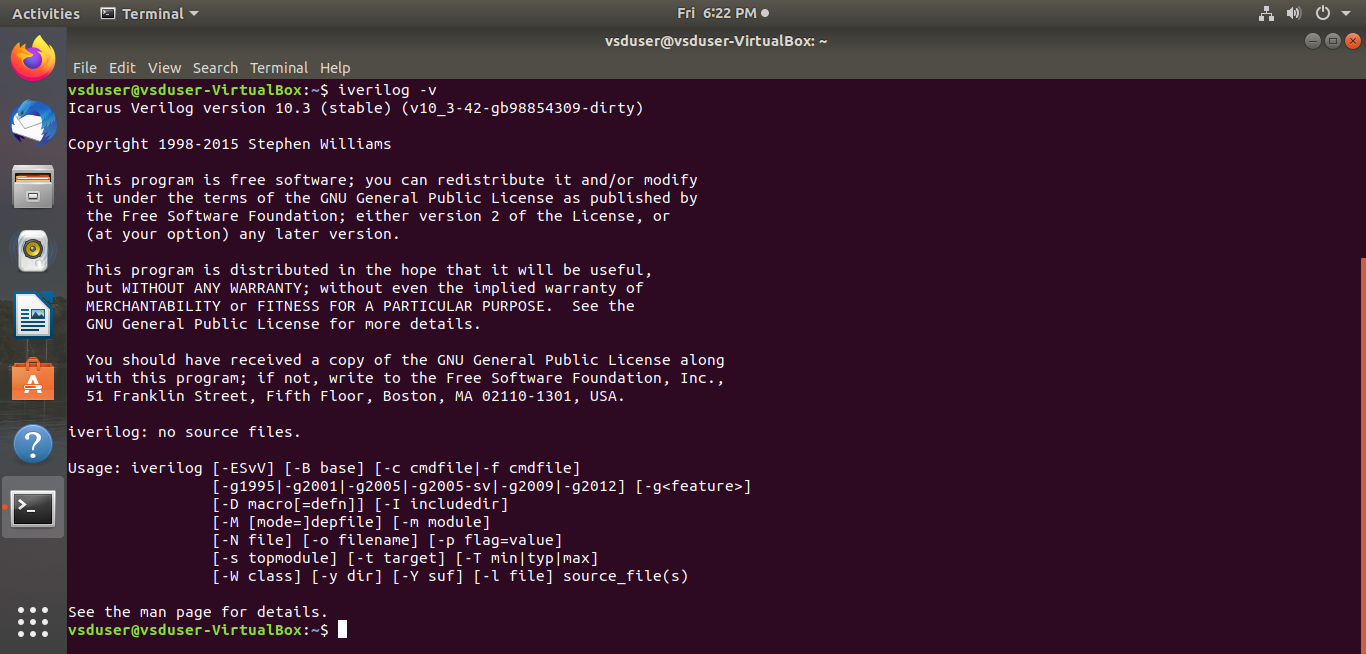 Activities Terminal Fri 6:22 PM
vsduser@vsduser-VirtualBox: ~
File Edit View Search Terminal Help
vsduser@vsduser-VirtualBox:~$ iverilog -v
Icarus Verilog version 10.3 (stable) (v10_3-42-gb98854309-dirty)
Copyright 1998-2015 Stephen Williams
This program is free software; you can redistribute it and/or modify
it under the terms of the GNU General Public License as published by
the Free Software Foundation; either version 2 of the License, or
(at your option) any later version.
This program is distributed in the hope that it will be useful,
but WITHOUT ANY WARRANTY; without even the implied warranty of
MERCHANTABILITY or FITNESS FOR A PARTICULAR PURPOSE.  See the
GNU General Public License for more details.
You should have received a copy of the GNU General Public License along
with this program; if not, write to the Free Software Foundation, Inc.,
51 Franklin Street, Fifth Floor, Boston, MA 02110-1301, USA.
iverilog: no source files.
Usage: iverilog [-ESvV] [-B base] [-c cmdfile|-f cmdfile]
[-g1995|-g2001|-g2005|-g2005-sv|-g2009|-g2012] [-g<feature>]
[-D macro[=defn]] [-I includedir]
[-M [mode=]depfile] [-m module]
[-N file] [-o filename] [-p flag=value]
[-s topmodule] [-t target] [-T min|typ|max]
[-W class] [-y dir] [-Y suf] [-l file] source_file(s)
See the man page for details.
vsduser@vsduser-VirtualBox:~$